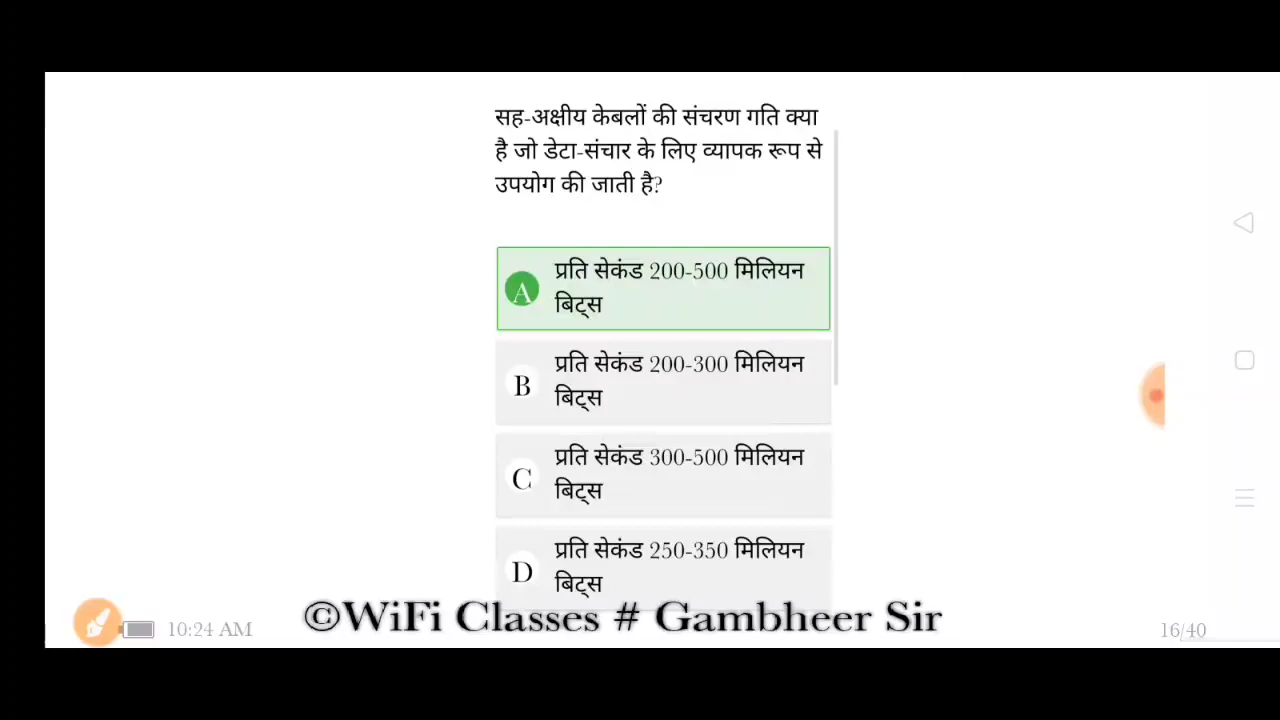 सह-अक्षीय केबलों की संचरण गति क्या
है जो डेटा-संचार के लिए व्यापक रूप से
उपयोग की जाती है?
A
प्रति सेकंड 200-500 मिलियन
बिट्स
B
प्रति सेकंड 200-300 मिलियन
बिट्स
C
प्रति सेकंड 300-500 मिलियन
बिट्स
D
प्रति सेकंड 250-350 मिलियन
बिट्स
©WiFi Classes # Gambheer Sir
10:24 AM
16/40